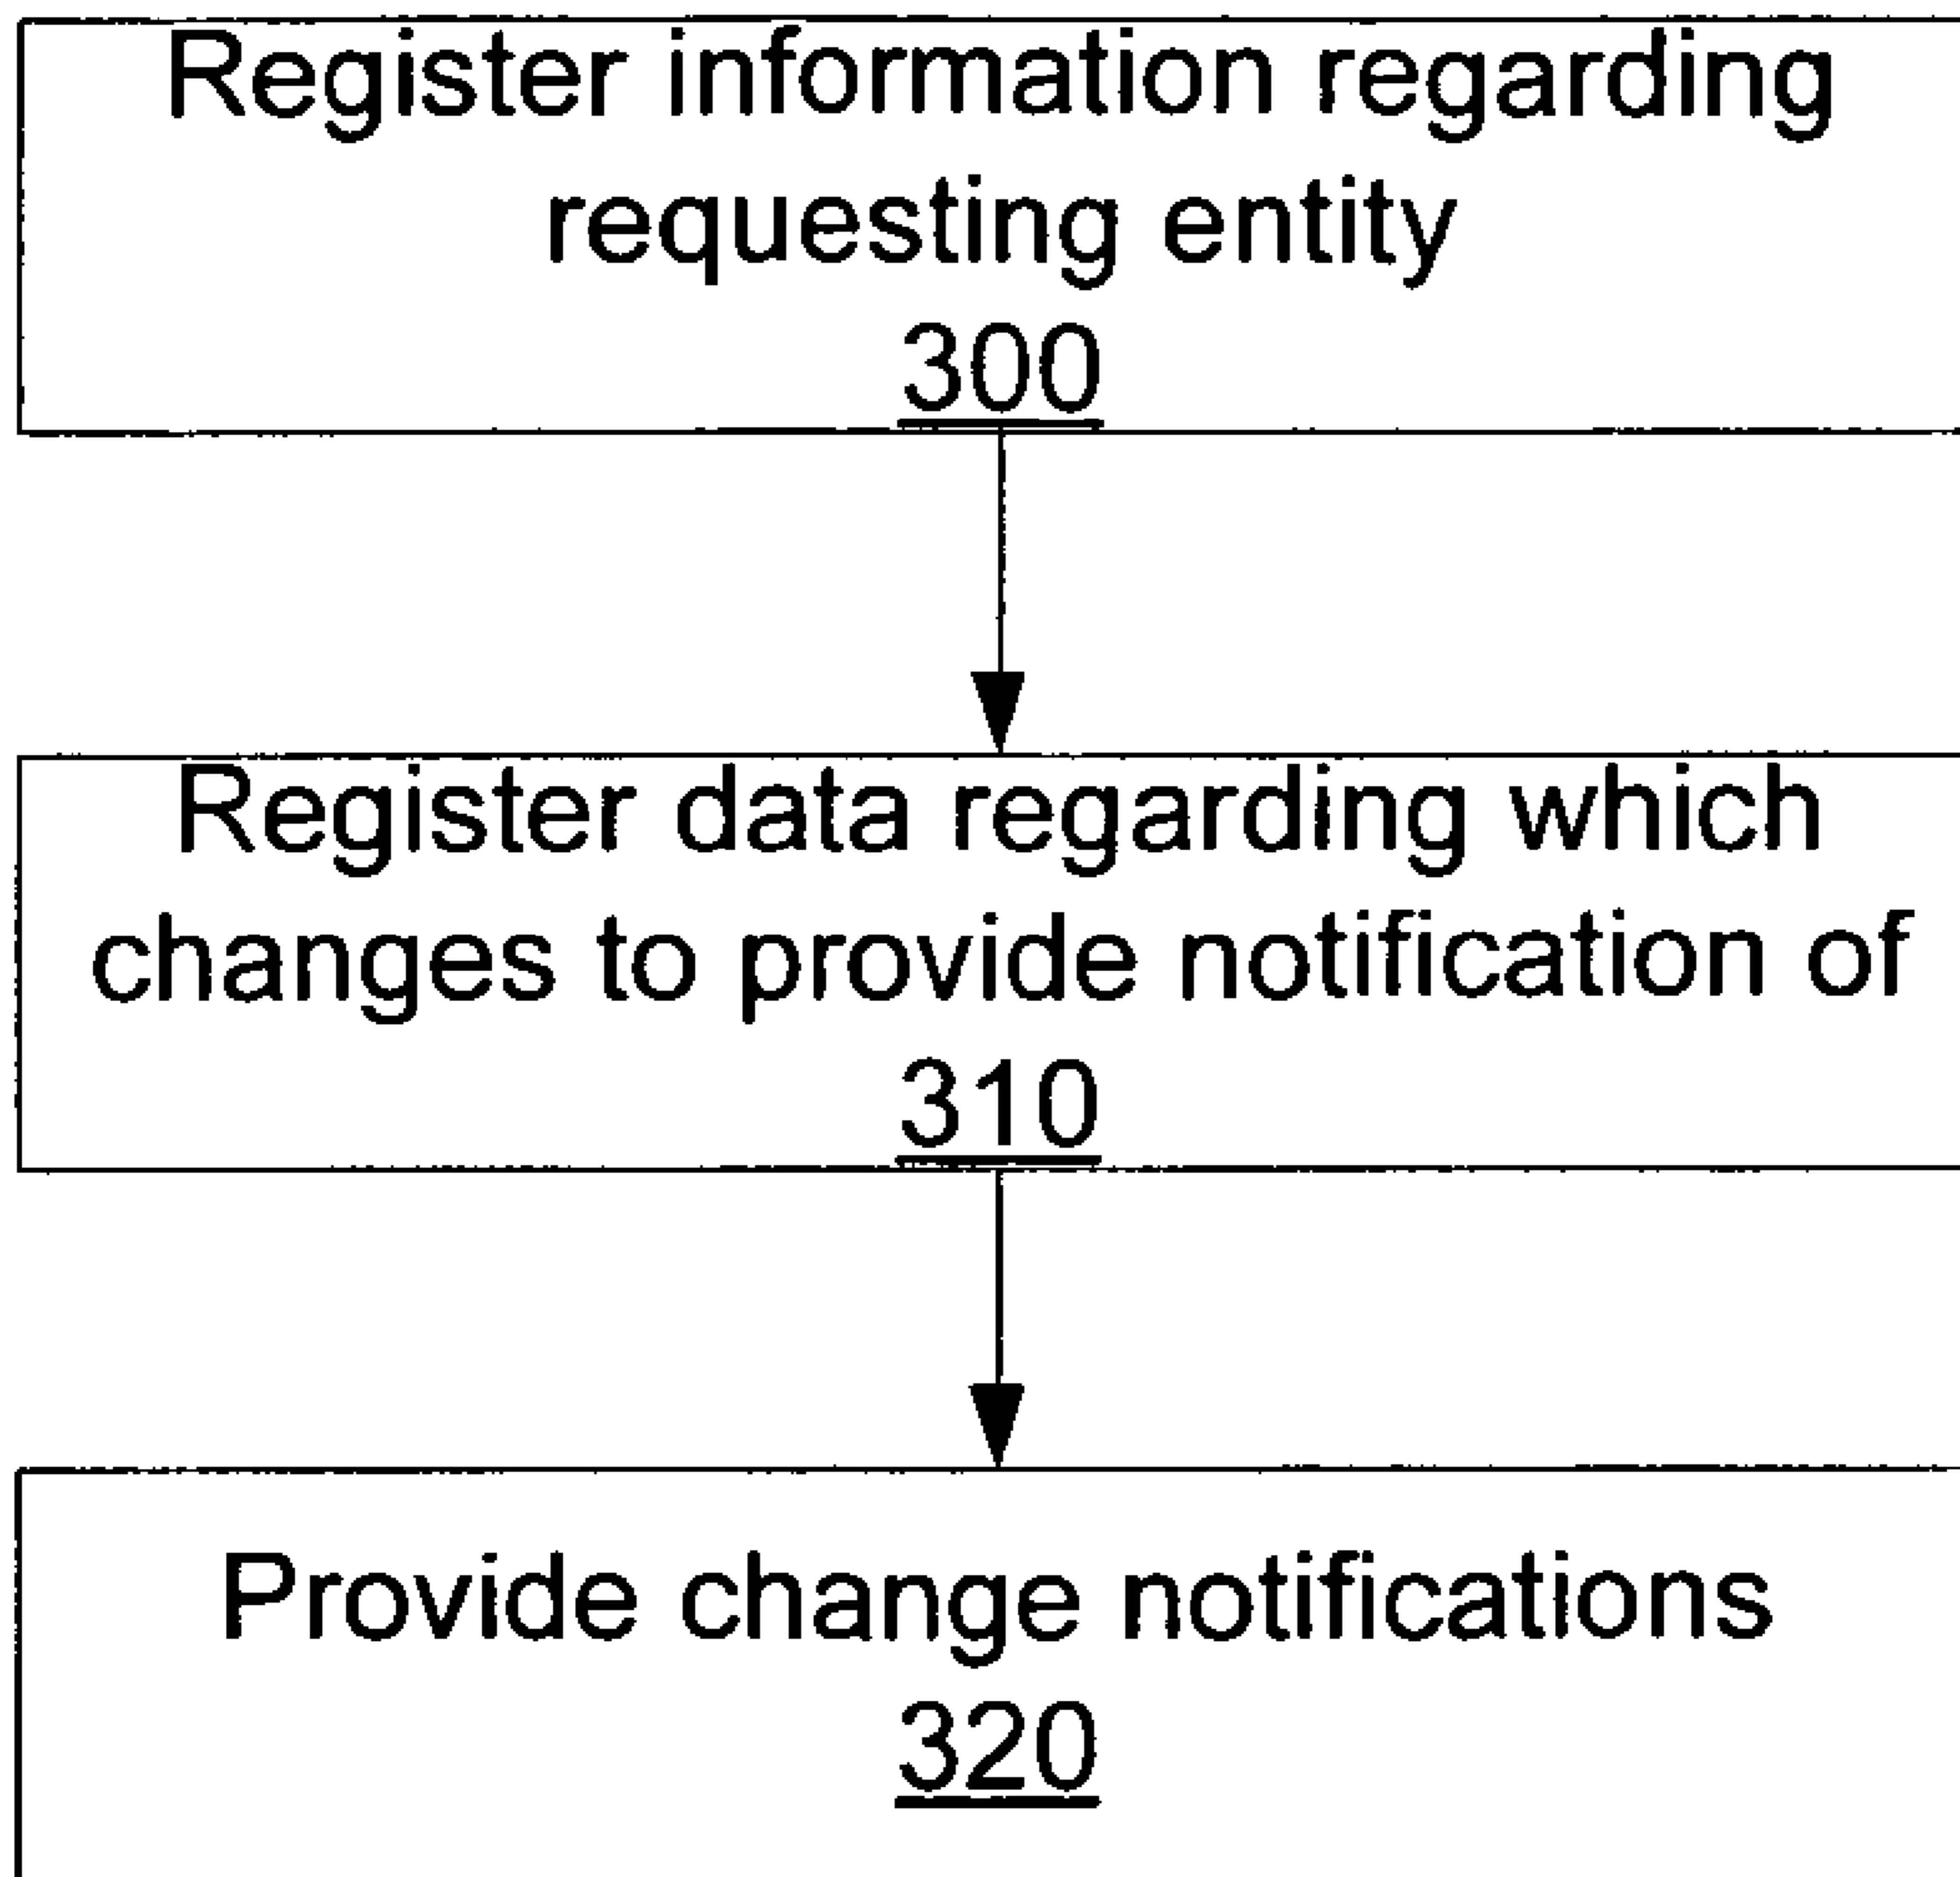 Register information regarding
requesting entity
300
Register data regarding which
changes to provide notification of
310
Provide change notifications
320